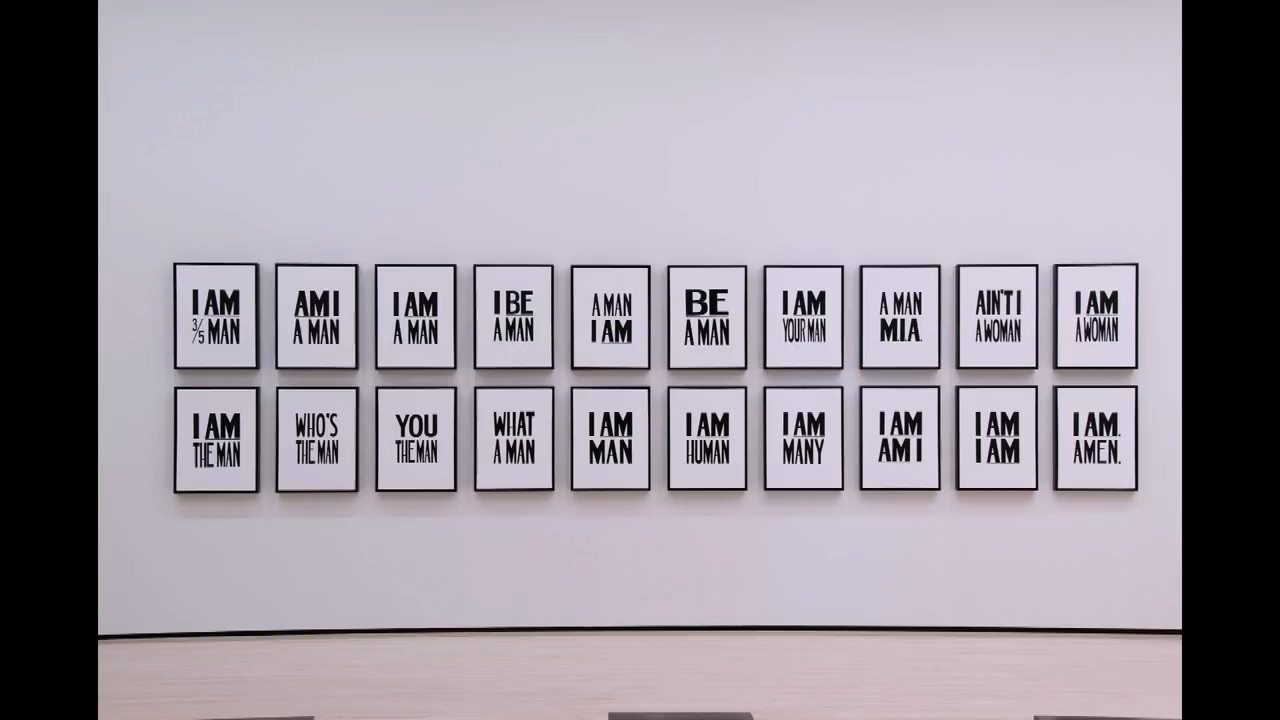 I AM
3/5 MAN
AM I
A MAN
I AM
A MAN
I BE
A MAN
A MAN
I AM
BE
A MAN
I AM
YOUR MAN
A MAN
M.I.A.
AIN'T I
A WOMAN
I AM
A WOMAN
I AM
THE MAN
WHO'S
THE MAN
YOU
THE MAN
WHAT
A MAN
I AM
MAN
I AM
HUMAN
I AM
MANY
I AM
AM I
I AM
I AM
I AM.
AMEN.